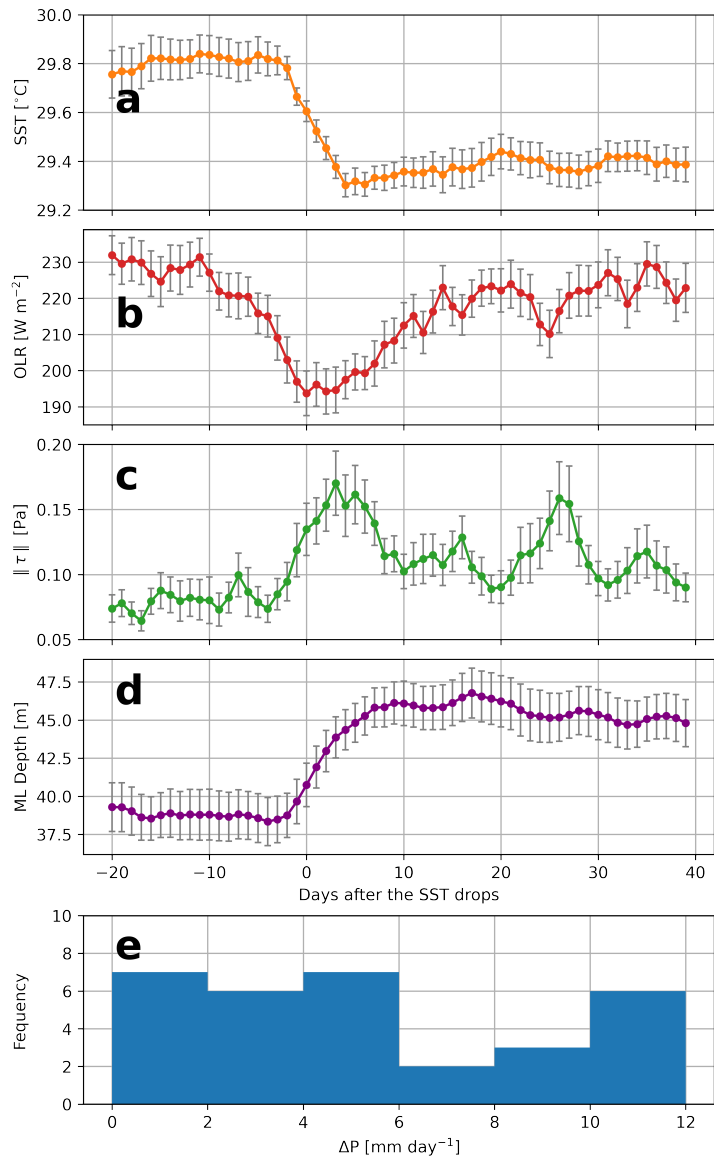 30.0
29.8
29.6
29.4
29.2
SST [°C]
a
230
220
210
200
190
OLR [W m⁻²]
b
0.20
0.15
0.10
0.05
‖ τ ‖ [Pa]
c
47.5
45.0
42.5
40.0
37.5
ML Depth [m]
d
−20 −10 0 10 20 30 40
Days after the SST drops
10
8
6
4
2
0
Fequency
e
0 2 4 6 8 10 12
ΔP [mm day⁻¹]